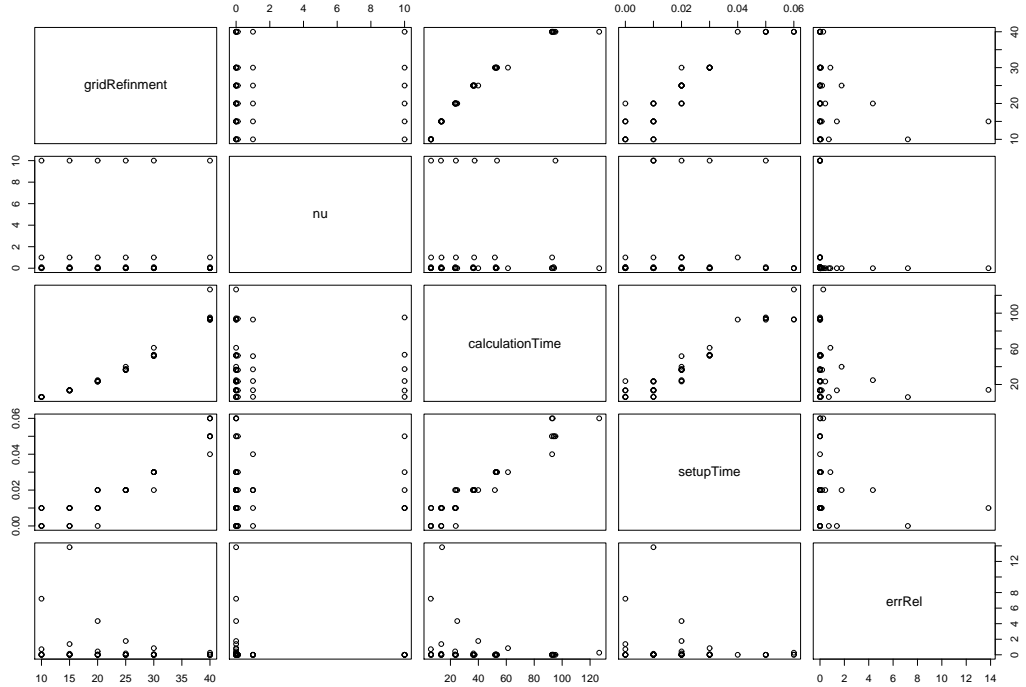 0 2 4 6 8 10 0.00 0.02 0.04 0.06
gridRefinment 10 20 30 40
0 2 4 6 8 10 nu
calculationTime 20 60 100
0.00 0.02 0.04 0.06 setupTime
errRel 0 2 4 6 8 12
10 15 20 25 30 35 40 20 40 60 80 100 120 0 2 4 6 8 10 12 14